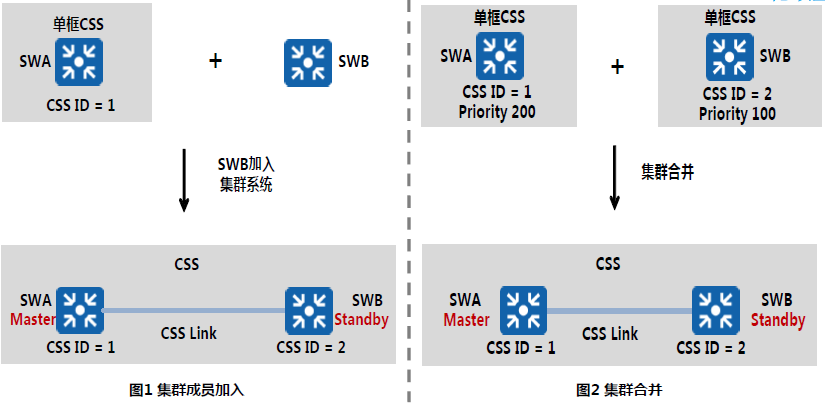 单框CSS
SWA
+
SWB
CSS ID = 1
SWB加入
集群系统
CSS
SWA
Master
SWB
Standby
CSS Link
CSS ID = 1
CSS ID = 2
图1 集群成员加入
单框CSS
单框CSS
SWA
+
SWB
CSS ID = 1
Priority 200
CSS ID = 2
Priority 100
集群合并
CSS
SWA
Master
SWB
Standby
CSS Link
CSS ID = 1
CSS ID = 2
图2 集群合并